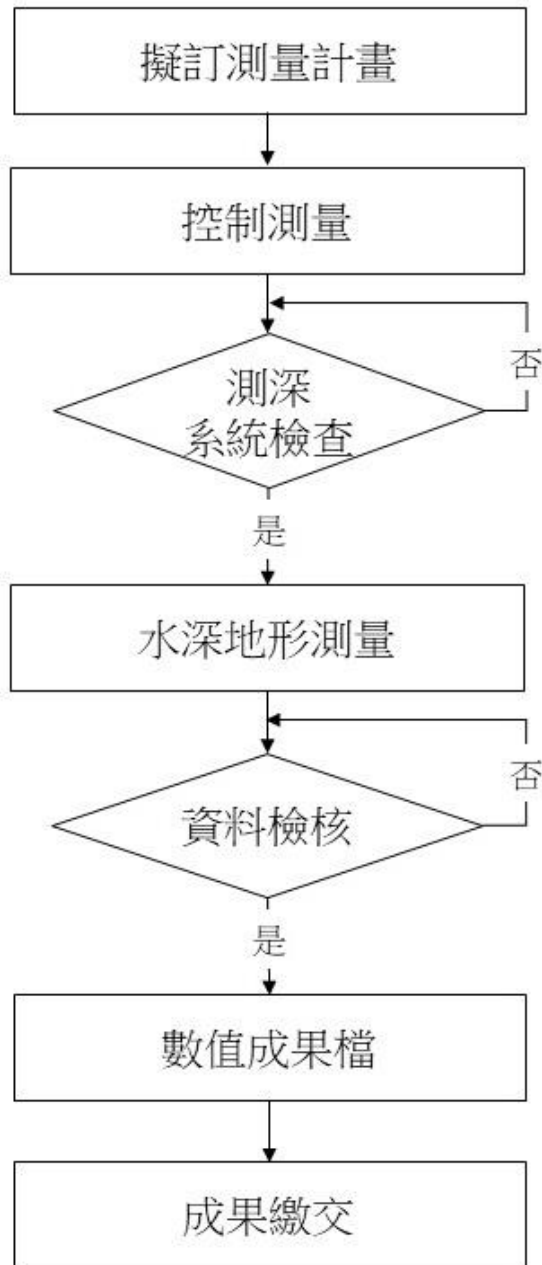 擬訂測量計畫
控制測量
否
測深
系統檢查
是
水深地形測量
否
資料檢核
是
數值成果檔
成果繳交